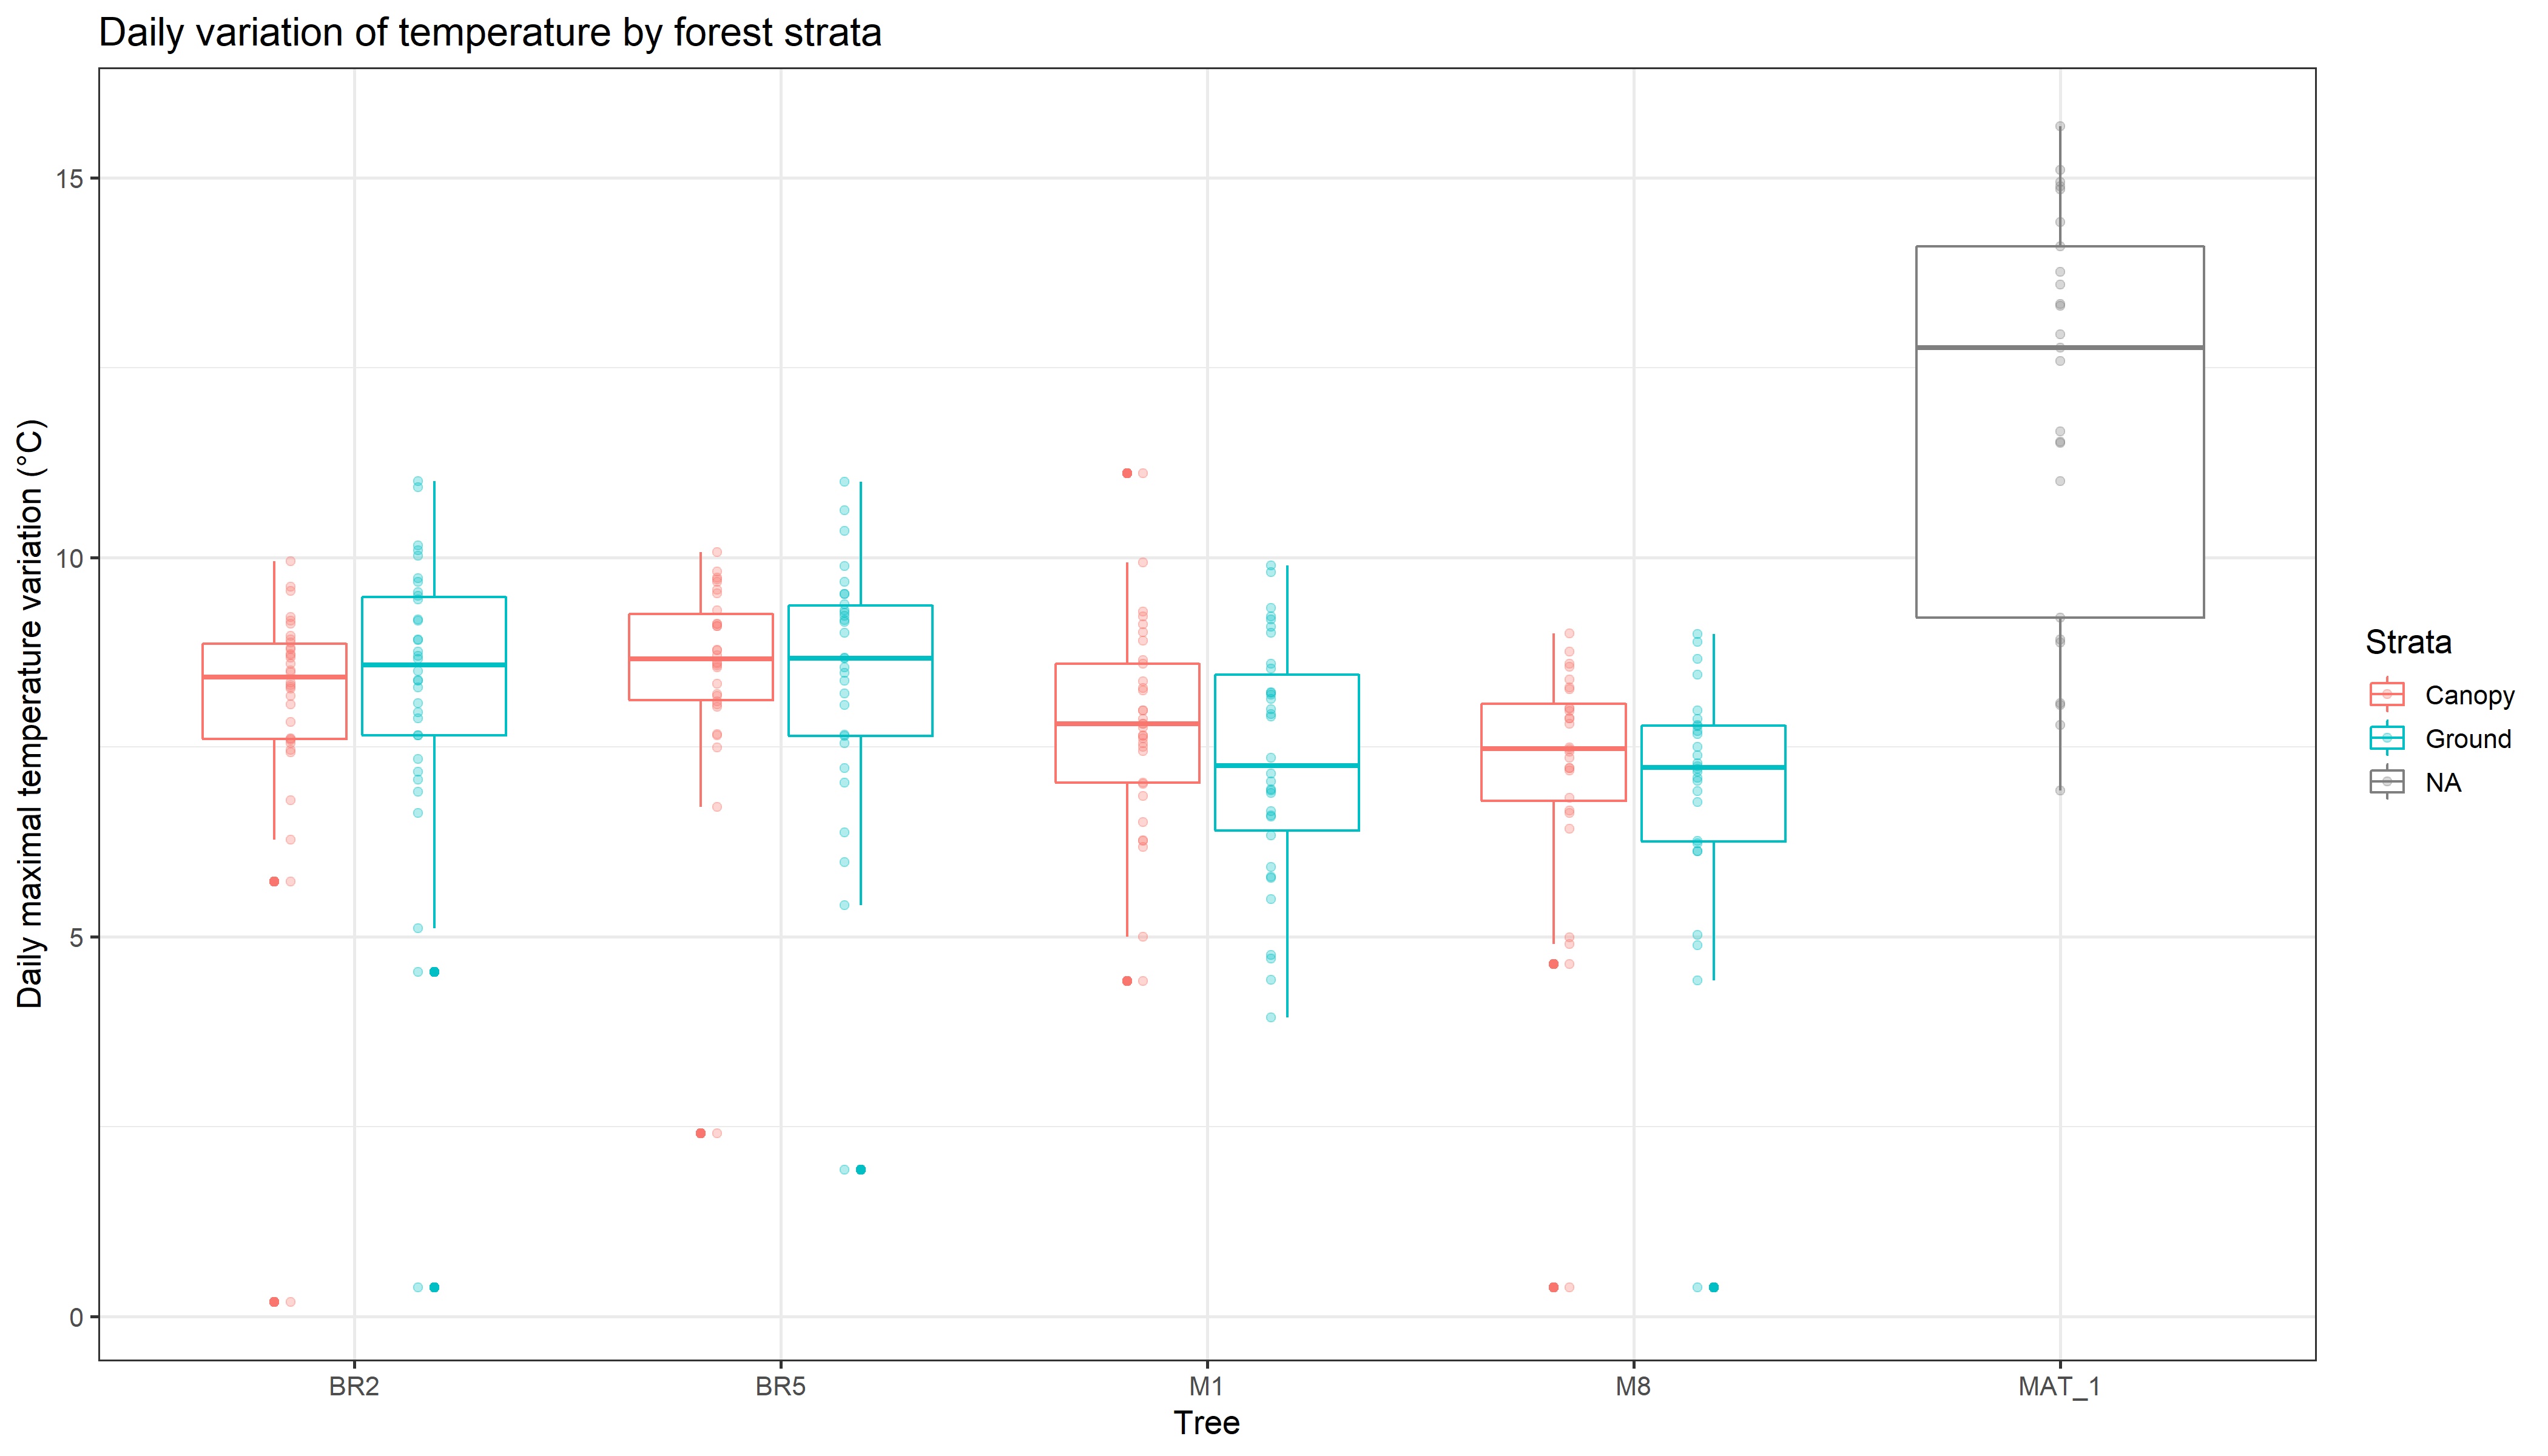 Daily variation of temperature by forest strata
Daily maximal temperature variation (°C)
15
10
5
0
BR2
BR5
M1
M8
MAT_1
Tree
Strata
Canopy
Ground
NA